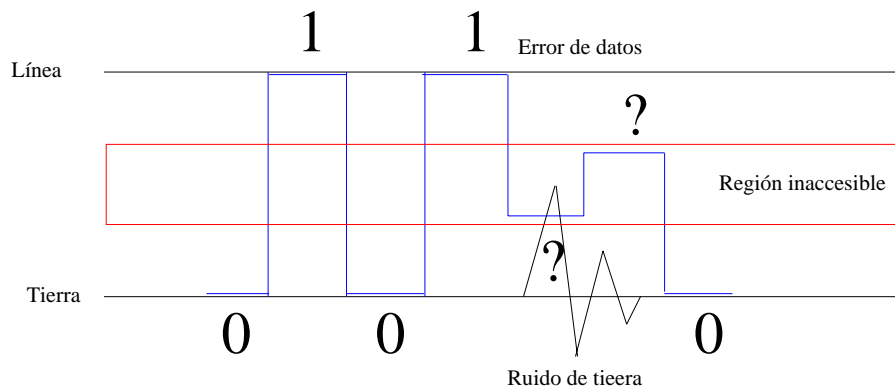 1
1
Error de datos
Línea
?
Región inaccesible
?
Tierra
0
0
0
Ruido de tieera